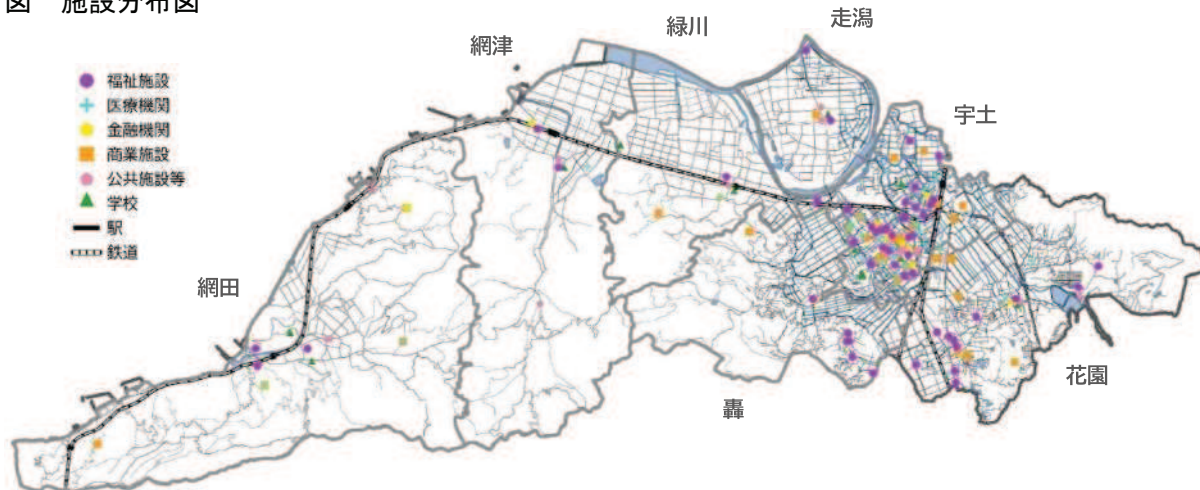 図 施設分布図
緑川
走潟
網津
宇土
福祉施設
医療機関
金融機関
商業施設
公共施設等
学校
駅
鉄道
網田
花園
轟